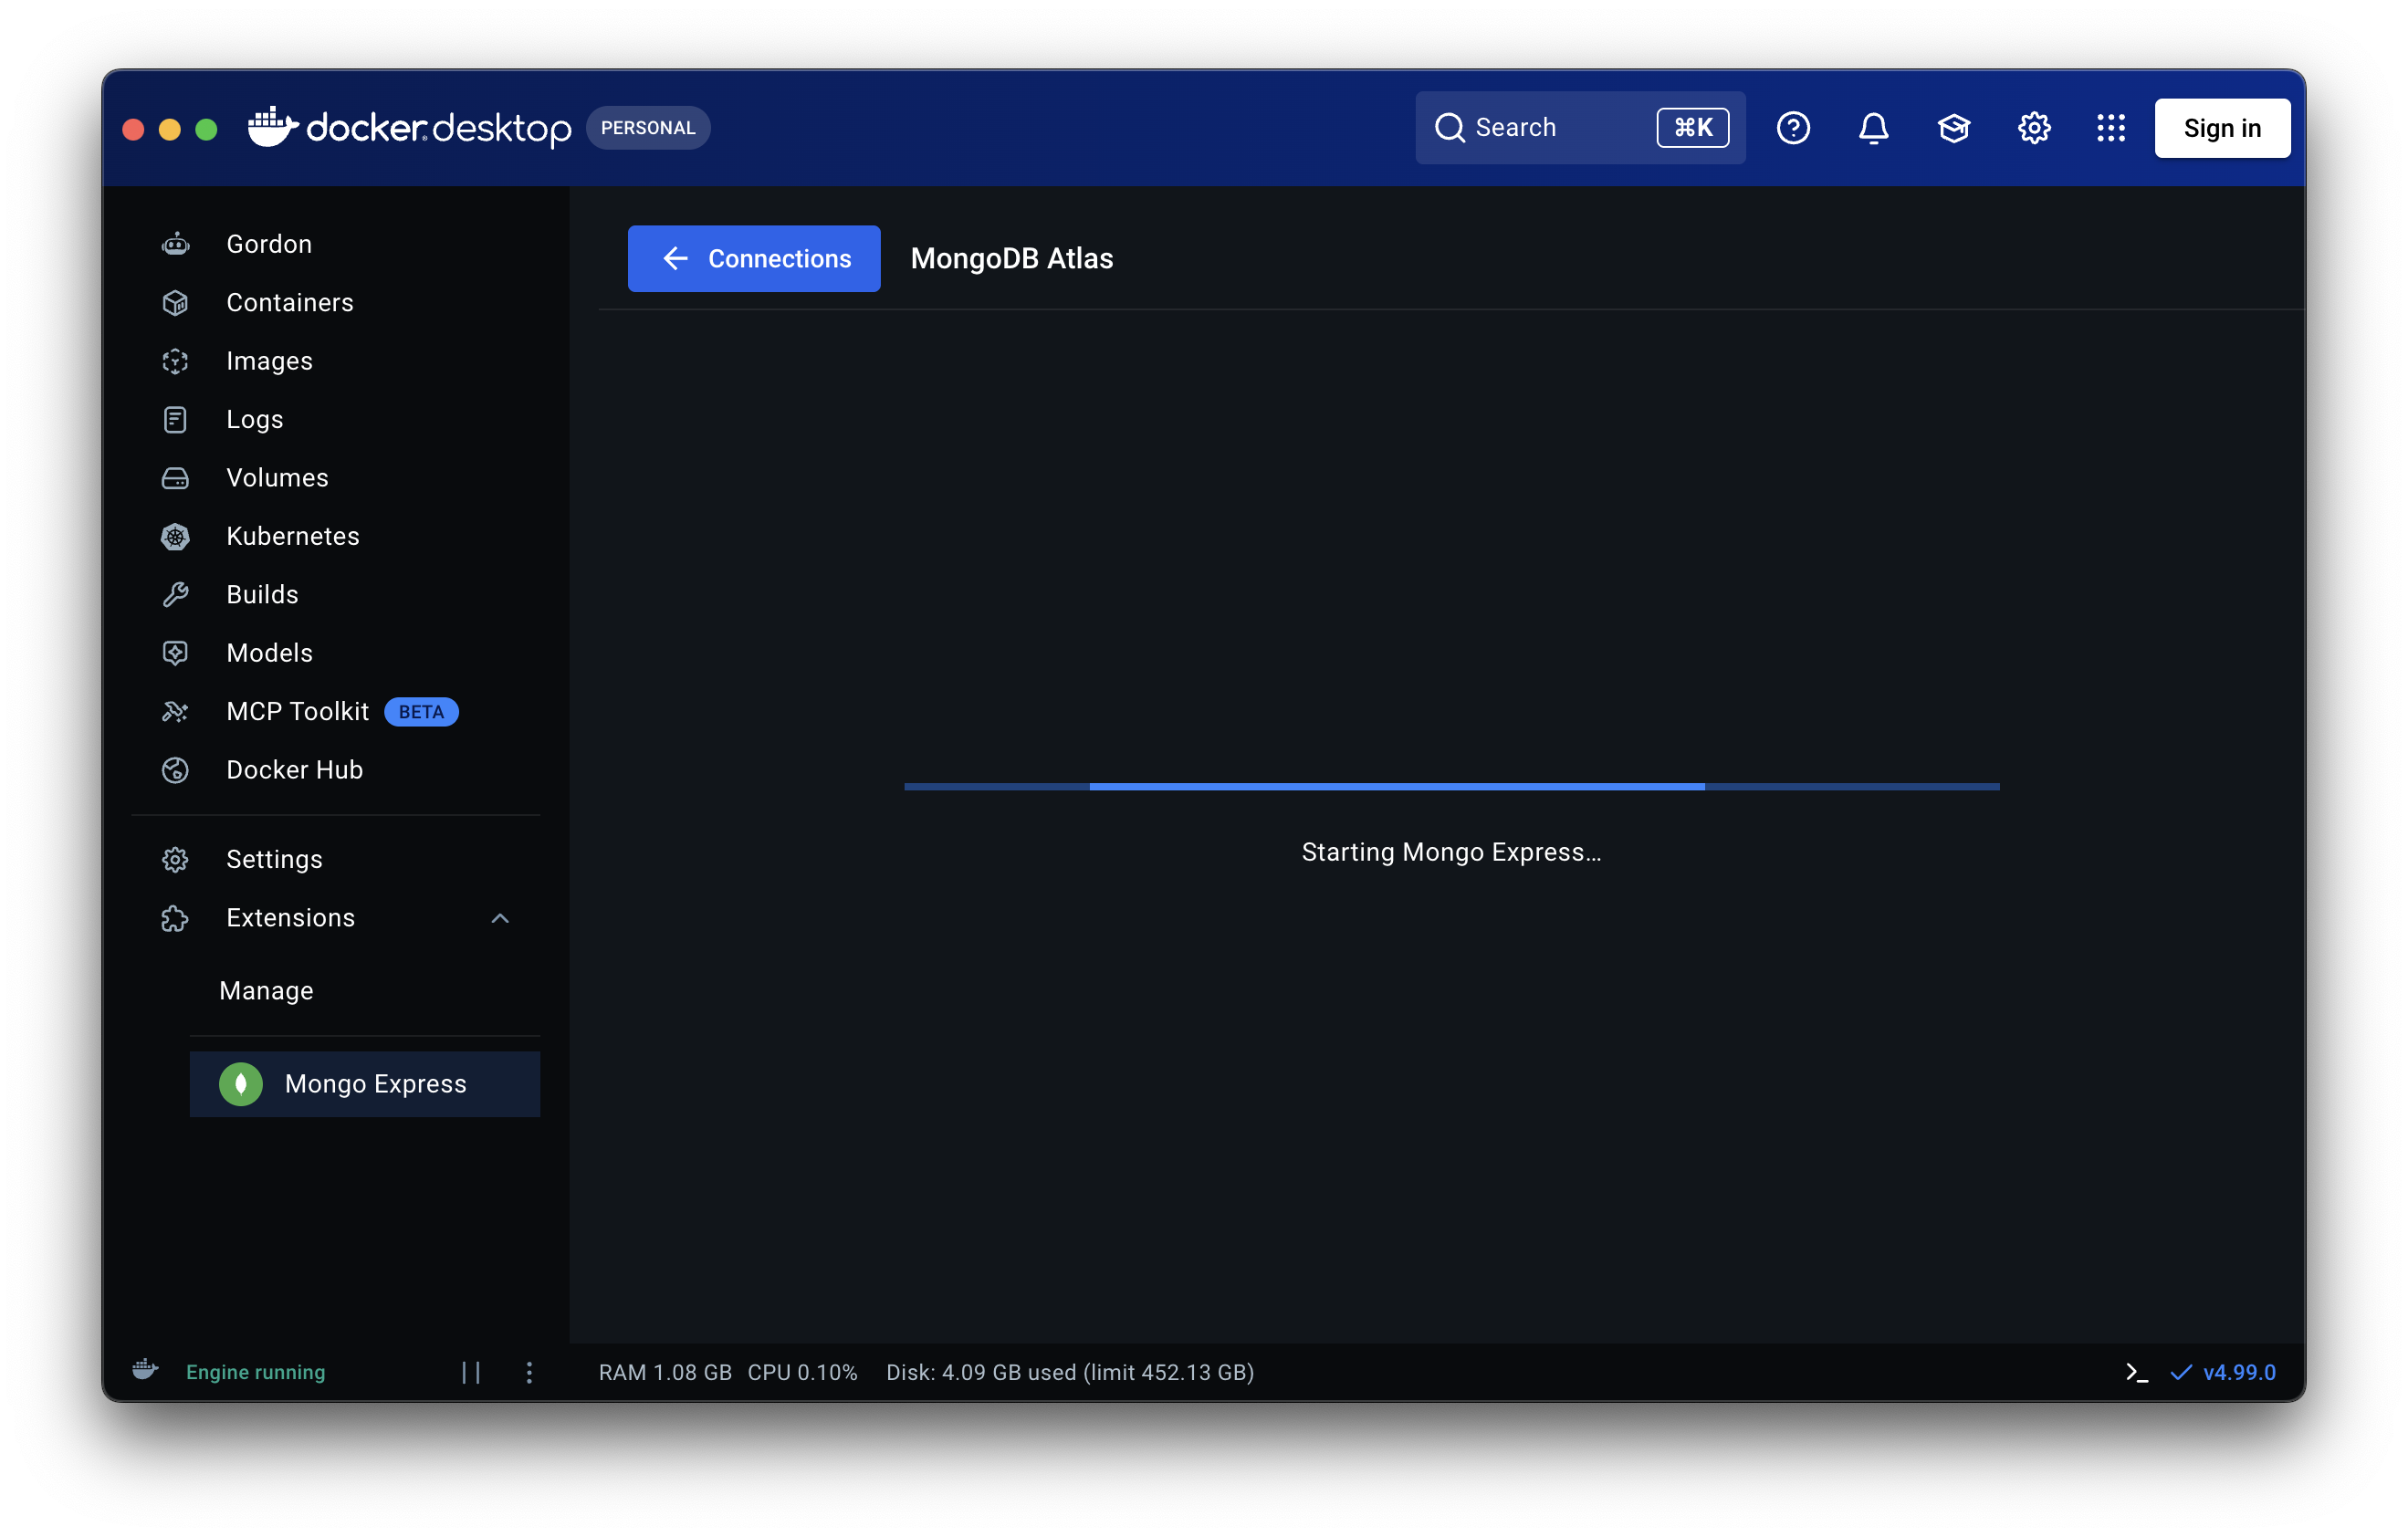 docker.desktop PERSONAL Search ⌘K Sign in
Gordon
Containers
Images
Logs
Volumes
Kubernetes
Builds
Models
MCP Toolkit BETA
Docker Hub
Settings
Extensions
Manage
Mongo Express
Connections MongoDB Atlas
Starting Mongo Express…
Engine running RAM 1.08 GB CPU 0.10% Disk: 4.09 GB used (limit 452.13 GB) v4.99.0